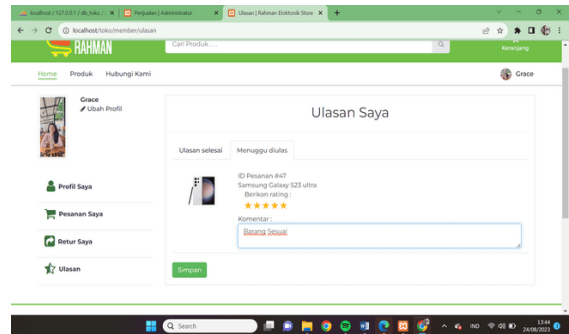 localhost / 127.0.0.1 / db_toko /
Penjualan | Administrator
Ulasan | Rahman Elektonik Store
localhost/toko/member/ulasan
RAHMAN
Cari Produk...
Keranjang
Home
Produk
Hubungi Kami
Grace
Grace
Ubah Profil
Profil Saya
Pesanan Saya
Retur Saya
Ulasan
Ulasan Saya
Ulasan selesai
Menuggu diulas
ID Pesanan #47
Samsung Galaxy S23 ultra
Berikan rating :
Komentar :
Barang Sesuai
Simpan
Search
IND
13:44
24/08/2023